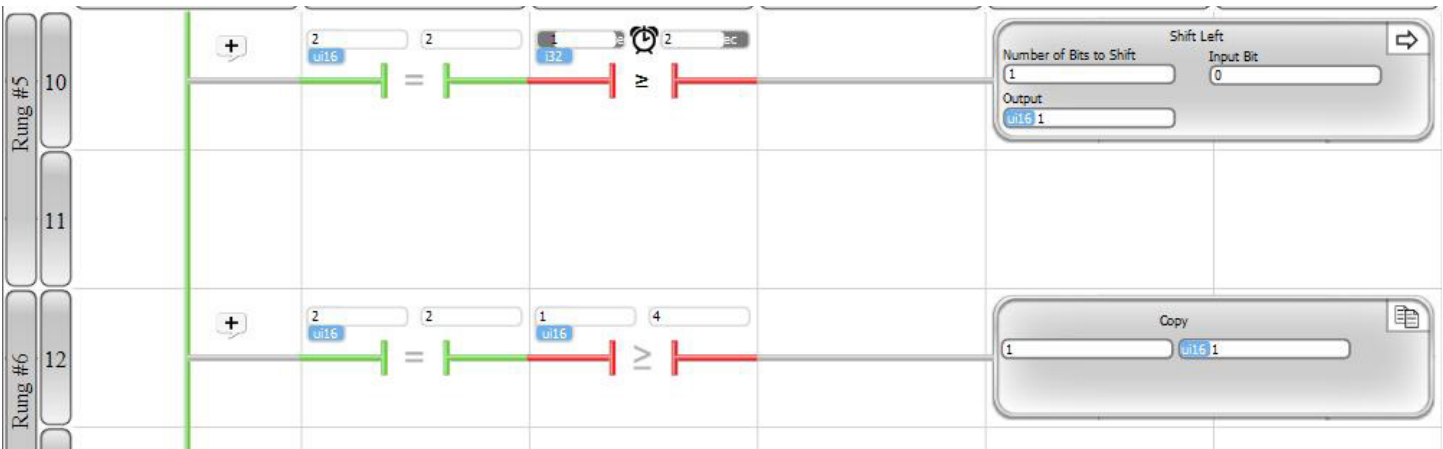 Rung #5
10
+
2
ui16
=
2
1
i32
≥
2
Shift Left
Number of Bits to Shift
Input Bit
1
0
Output
ui16 1
11
Rung #6
12
+
2
ui16
=
2
1
ui16
≥
4
Copy
1
ui16 1